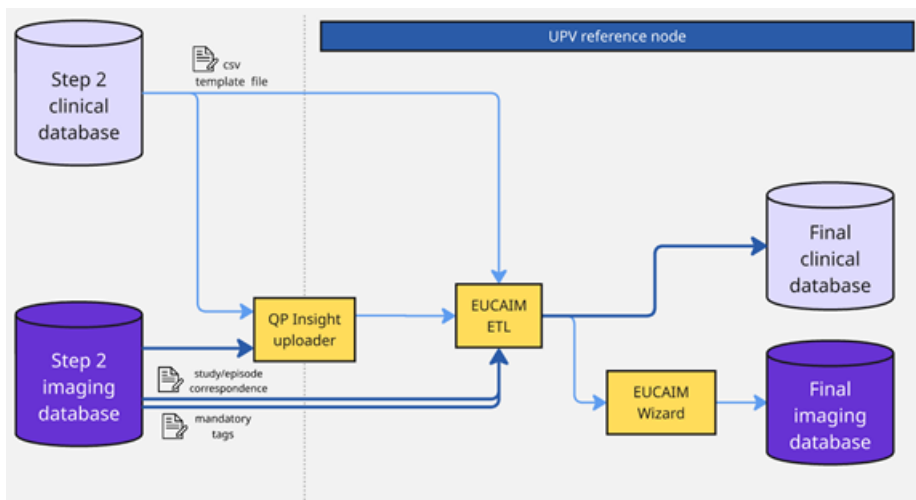 UPV reference node
Step 2
clinical
database
csv
template file
Final
clinical
database
EUCAIM
ETL
QP Insight
uploader
Step 2
imaging
database
study/episode
correspondence
mandatory
tags
EUCAIM
Wizard
Final
imaging
database